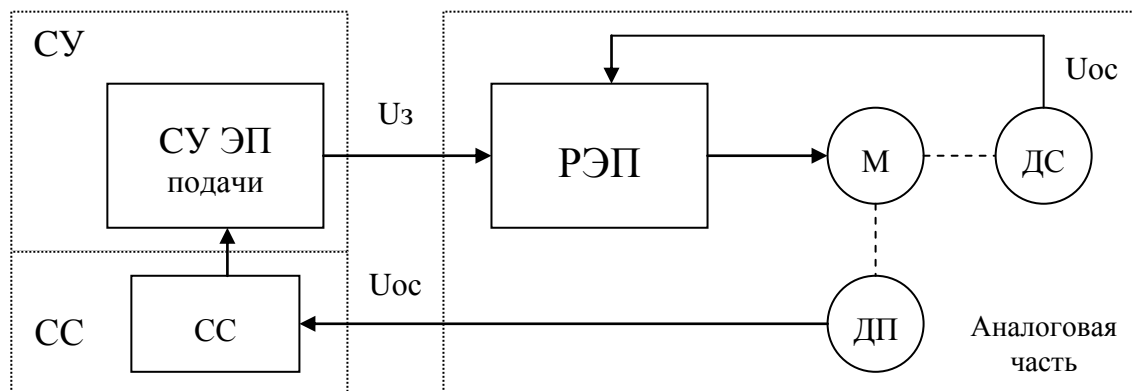 СУ
Uос
СУ ЭП
подачи
Uз
РЭП
М
ДС
Uос
СС
СС
ДП
Аналоговая
часть